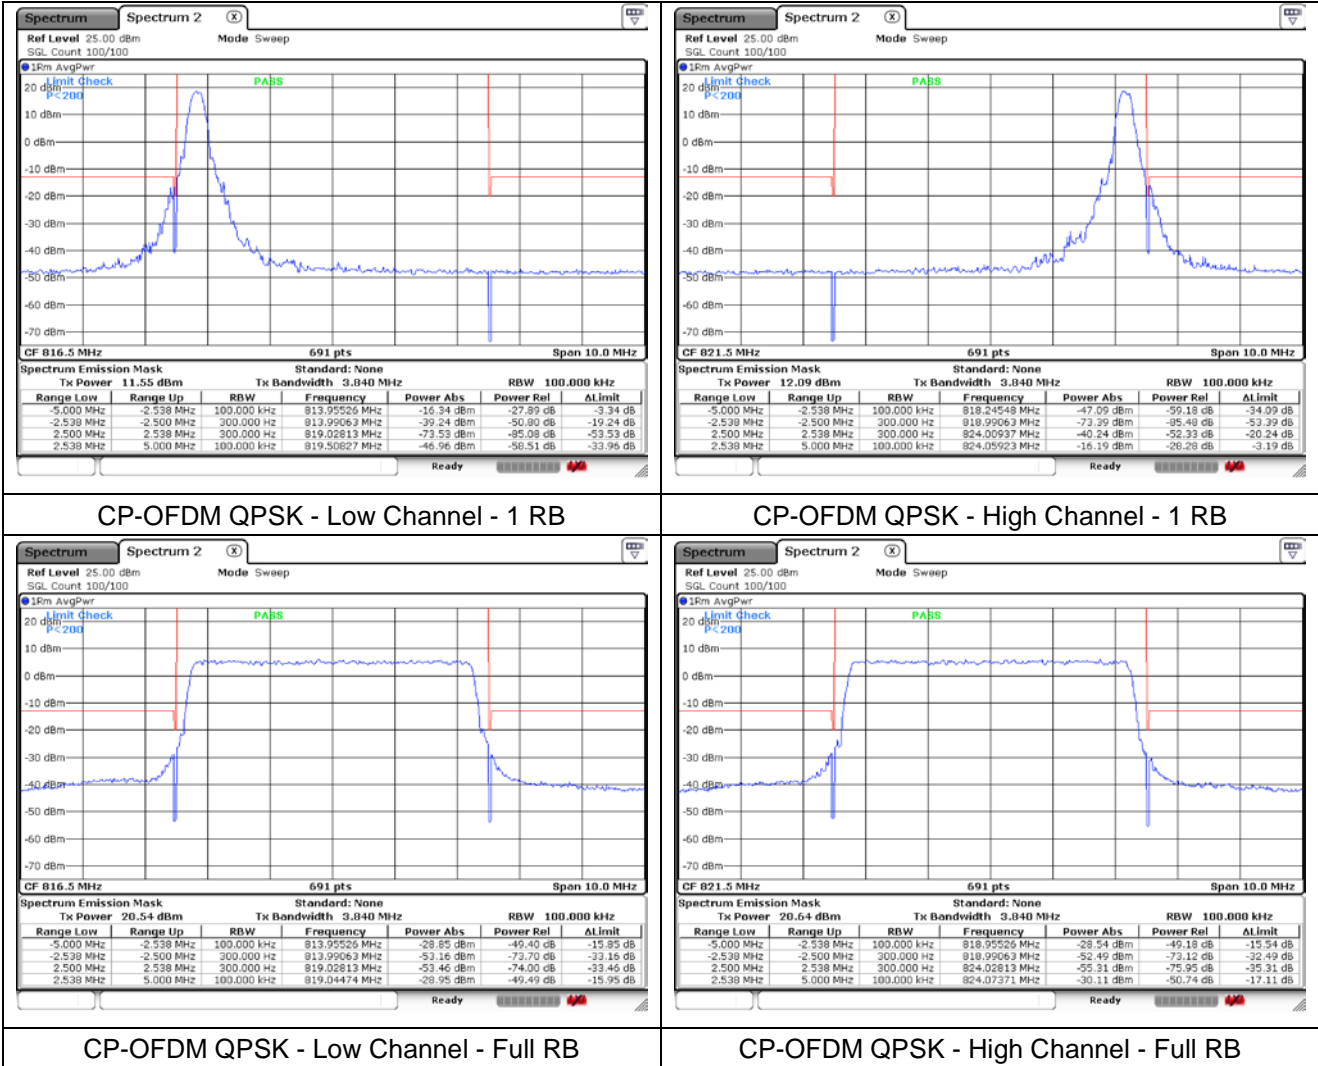 Spectrum Spectrum 2 X
Ref Level 25.00 dBm Mode Sweep
SGL Count 100/100
1Rm AvgPwr
Limit Check PASS
P<200
20 dBm
10 dBm
0 dBm
-10 dBm
-20 dBm
-30 dBm
-40 dBm
-50 dBm
-60 dBm
-70 dBm
CF 816.5 MHz 691 pts Span 10.0 MHz
Spectrum Emission Mask Standard: None
Tx Power 11.55 dBm Tx Bandwidth 3.840 MHz RBW 100.000 kHz
Range Low Range Up RBW Frequency Power Abs Power Rel ΔLimit
-5.000 MHz -2.538 MHz 100.000 kHz 813.95526 MHz -16.34 dBm -27.89 dB -3.34 dB
-2.538 MHz -2.500 MHz 300.000 Hz 813.99063 MHz -39.24 dBm -50.80 dB -19.24 dB
2.500 MHz 2.538 MHz 300.000 Hz 819.02813 MHz -73.53 dBm -85.08 dB -53.53 dB
2.538 MHz 5.000 MHz 100.000 kHz 819.50827 MHz -46.96 dBm -58.51 dB -33.96 dB
Ready
CP-OFDM QPSK - Low Channel - 1 RB
Spectrum Spectrum 2 X
Ref Level 25.00 dBm Mode Sweep
SGL Count 100/100
1Rm AvgPwr
Limit Check PASS
P<200
20 dBm
10 dBm
0 dBm
-10 dBm
-20 dBm
-30 dBm
-40 dBm
-50 dBm
-60 dBm
-70 dBm
CF 821.5 MHz 691 pts Span 10.0 MHz
Spectrum Emission Mask Standard: None
Tx Power 12.09 dBm Tx Bandwidth 3.840 MHz RBW 100.000 kHz
Range Low Range Up RBW Frequency Power Abs Power Rel ΔLimit
-5.000 MHz -2.538 MHz 100.000 kHz 818.24548 MHz -47.09 dBm -59.18 dB -34.09 dB
-2.538 MHz -2.500 MHz 300.000 Hz 818.99063 MHz -73.39 dBm -85.48 dB -53.39 dB
2.500 MHz 2.538 MHz 300.000 Hz 824.00937 MHz -40.24 dBm -52.33 dB -20.24 dB
2.538 MHz 5.000 MHz 100.000 kHz 824.05923 MHz -16.19 dBm -28.28 dB -3.19 dB
Ready
CP-OFDM QPSK - High Channel - 1 RB
Spectrum Spectrum 2 X
Ref Level 25.00 dBm Mode Sweep
SGL Count 100/100
1Rm AvgPwr
Limit Check PASS
P<200
20 dBm
10 dBm
0 dBm
-10 dBm
-20 dBm
-30 dBm
-40 dBm
-50 dBm
-60 dBm
-70 dBm
CF 816.5 MHz 691 pts Span 10.0 MHz
Spectrum Emission Mask Standard: None
Tx Power 20.54 dBm Tx Bandwidth 3.840 MHz RBW 100.000 kHz
Range Low Range Up RBW Frequency Power Abs Power Rel ΔLimit
-5.000 MHz -2.538 MHz 100.000 kHz 813.95526 MHz -28.85 dBm -49.40 dB -15.85 dB
-2.538 MHz -2.500 MHz 300.000 Hz 813.99063 MHz -53.16 dBm -73.70 dB -33.16 dB
2.500 MHz 2.538 MHz 300.000 Hz 819.02813 MHz -53.46 dBm -74.00 dB -33.46 dB
2.538 MHz 5.000 MHz 100.000 kHz 819.04474 MHz -28.95 dBm -49.49 dB -15.95 dB
Ready
CP-OFDM QPSK - Low Channel - Full RB
Spectrum Spectrum 2 X
Ref Level 25.00 dBm Mode Sweep
SGL Count 100/100
1Rm AvgPwr
Limit Check PASS
P<200
20 dBm
10 dBm
0 dBm
-10 dBm
-20 dBm
-30 dBm
-40 dBm
-50 dBm
-60 dBm
-70 dBm
CF 821.5 MHz 691 pts Span 10.0 MHz
Spectrum Emission Mask Standard: None
Tx Power 20.64 dBm Tx Bandwidth 3.840 MHz RBW 100.000 kHz
Range Low Range Up RBW Frequency Power Abs Power Rel ΔLimit
-5.000 MHz -2.538 MHz 100.000 kHz 818.95526 MHz -28.54 dBm -49.18 dB -15.54 dB
-2.538 MHz -2.500 MHz 300.000 Hz 818.99063 MHz -52.49 dBm -73.12 dB -32.49 dB
2.500 MHz 2.538 MHz 300.000 Hz 824.02813 MHz -55.31 dBm -75.95 dB -35.31 dB
2.538 MHz 5.000 MHz 100.000 kHz 824.07371 MHz -30.11 dBm -50.74 dB -17.11 dB
Ready
CP-OFDM QPSK - High Channel - Full RB